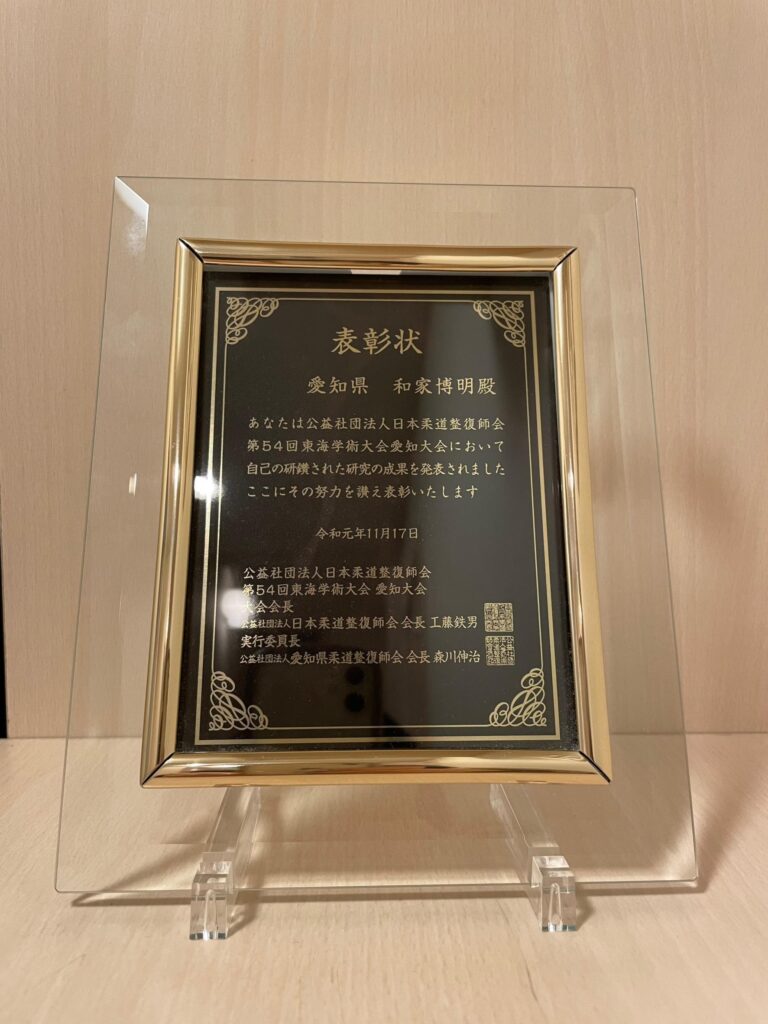 表彰状
愛知県 和家博明殿
あなたは公益社団法人日本柔道整復師会
第54回東海学術大会愛知大会において
自己の研鑽された研究の成果を発表されました
ここにその努力を讃え表彰いたします
令和元年11月17日
公益社団法人日本柔道整復師会
第54回東海学術大会 愛知大会
大会会長
公益社団法人日本柔道整復師会 会長 工藤鉄男
実行委員長
公益社団法人愛知県柔道整復師会 会長 森川伸治